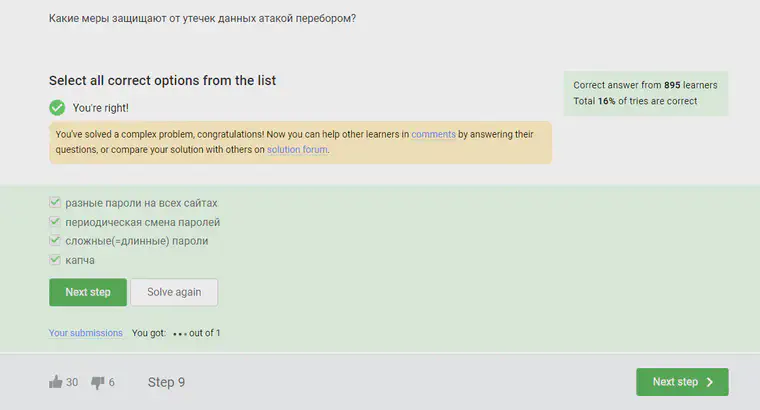 Какие меры защищают от утечек данных атакой перебором?
Select all correct options from the list
Correct answer from 895 learners
Total 16% of tries are correct
You're right!
You've solved a complex problem, congratulations! Now you can help other learners in comments by answering their
questions, or compare your solution with others on solution forum.
разные пароли на всех сайтах
периодическая смена паролей
сложные(=длинные) пароли
капча
Next step
Solve again
Your submissions You got: ••• out of 1
30 6 Step 9
Next step